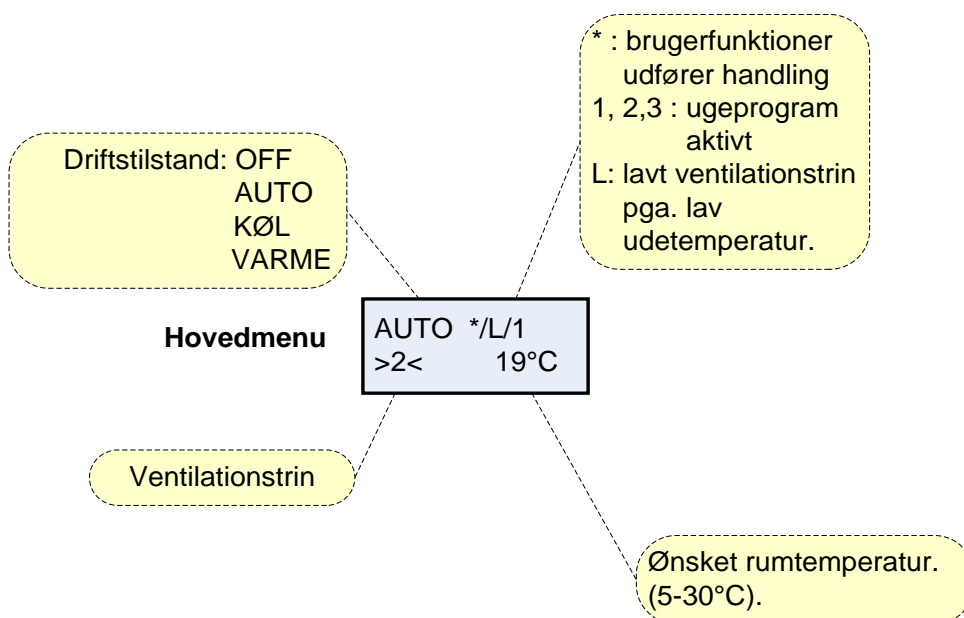 * : brugerfunktioner
udfører handling
1, 2,3 : ugeprogram
aktivt
L: lavt ventilationstrin
pga. lav
udetemperatur.
Driftstilstand: OFF
AUTO
KØL
VARME
Hovedmenu
AUTO */L/1
>2< 19°C
Ventilationstrin
Ønsket rumtemperatur.
(5-30°C).